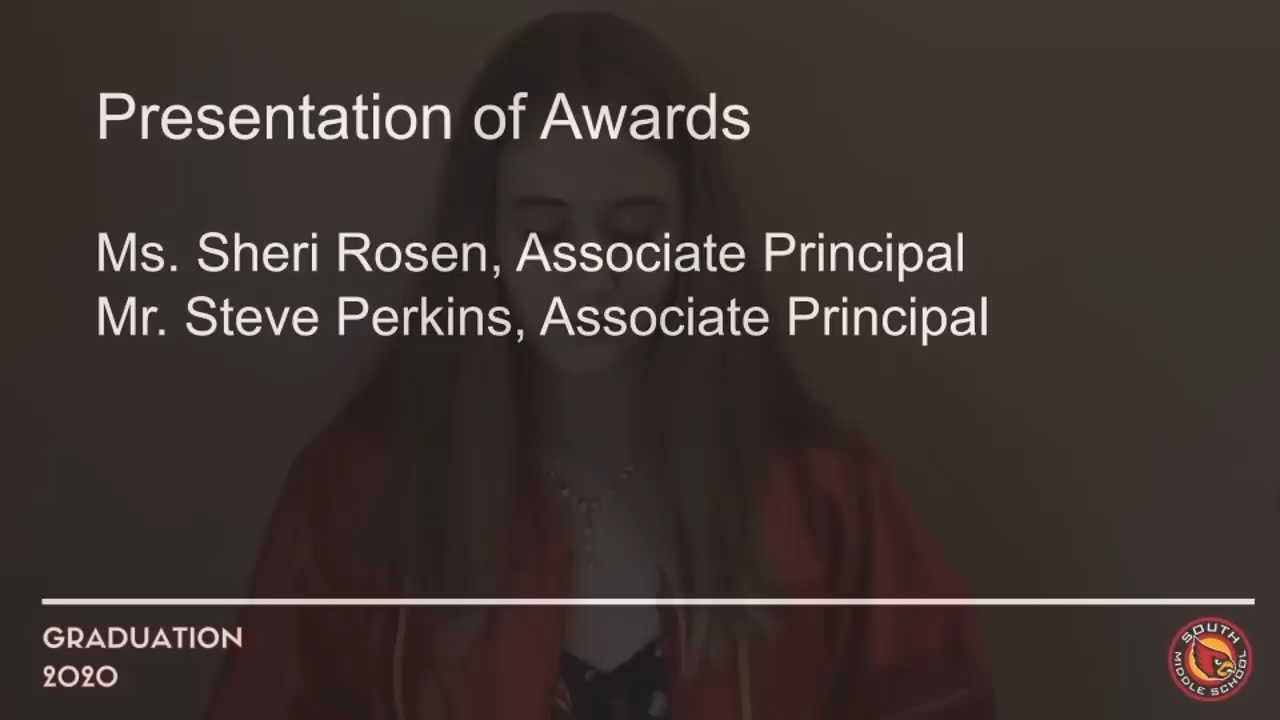 Presentation of Awards
Ms. Sheri Rosen, Associate Principal
Mr. Steve Perkins, Associate Principal
GRADUATION
2020
SOUTH
MIDDLE SCHOOL